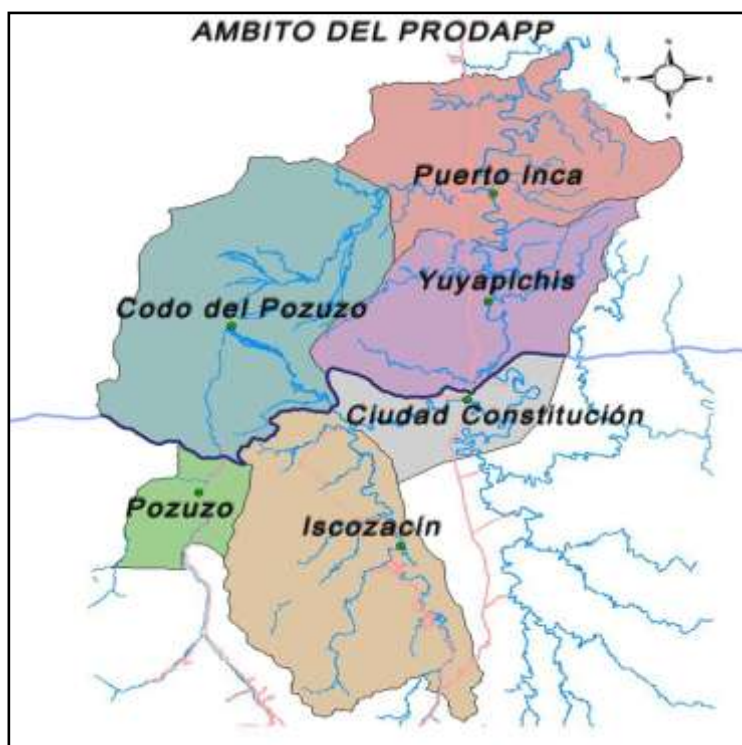 AMBITO DEL PRODAPP
N
W
E
S
Puerto Inca
Yuyapichis
Codo del Pozuzo
Ciudad Constitución
Pozuzo
Iscozacín